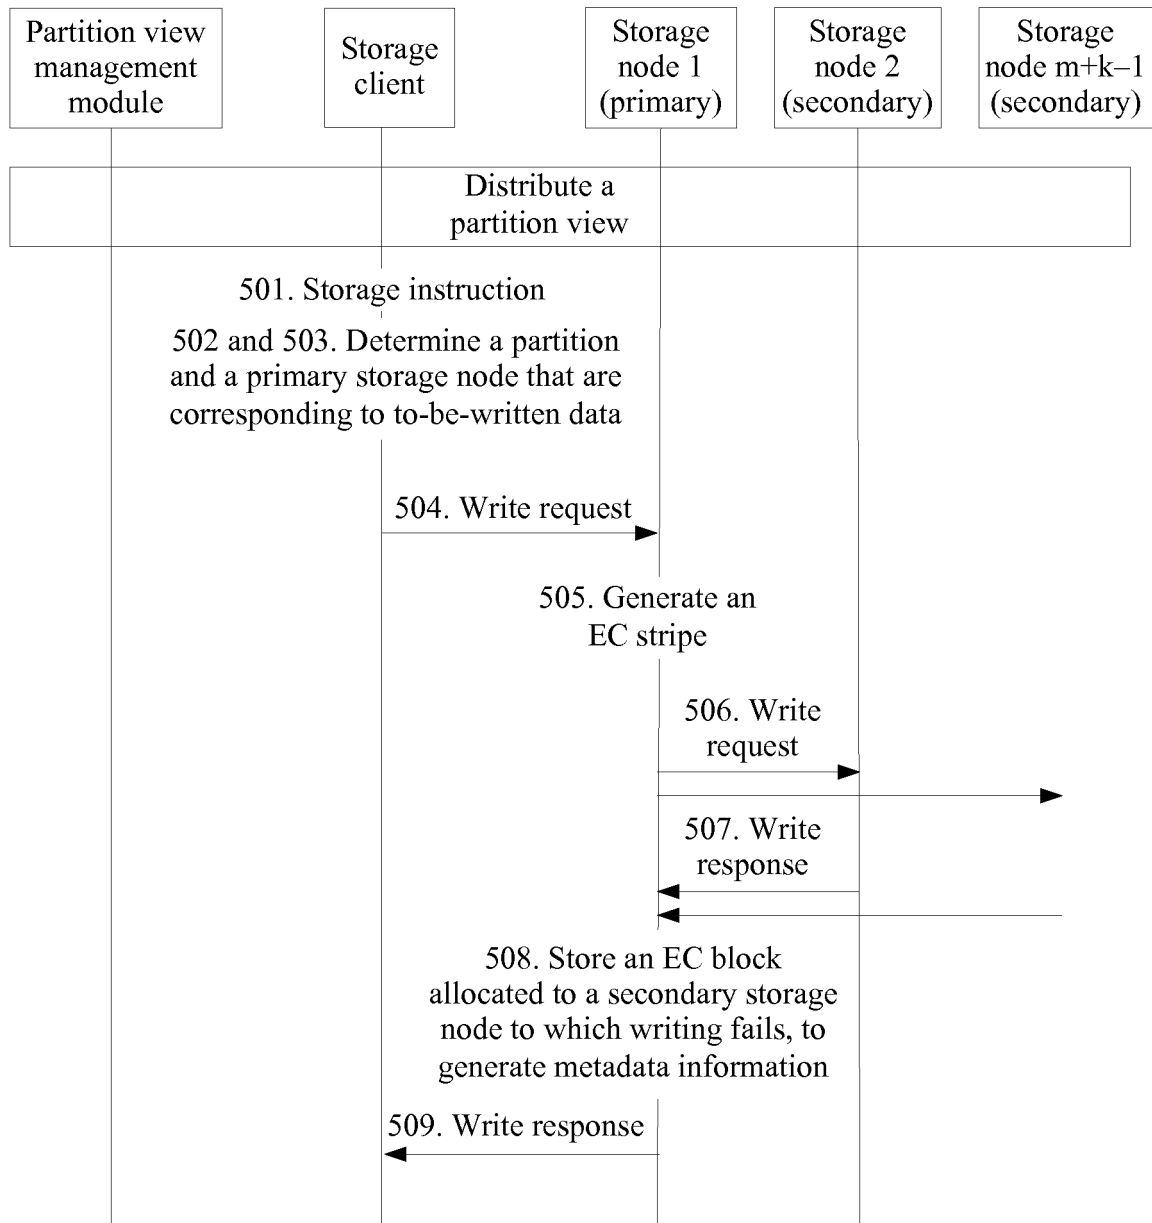 Partition view
management
module
Storage
client
Storage
node 1
(primary)
Storage
node 2
(secondary)
Storage
node m+k–1
(secondary)
Distribute a
partition view
501. Storage instruction
502 and 503. Determine a partition
and a primary storage node that are
corresponding to to-be-written data
504. Write request
505. Generate an
EC stripe
506. Write
request
507. Write
response
508. Store an EC block
allocated to a secondary storage
node to which writing fails, to
generate metadata information
509. Write response